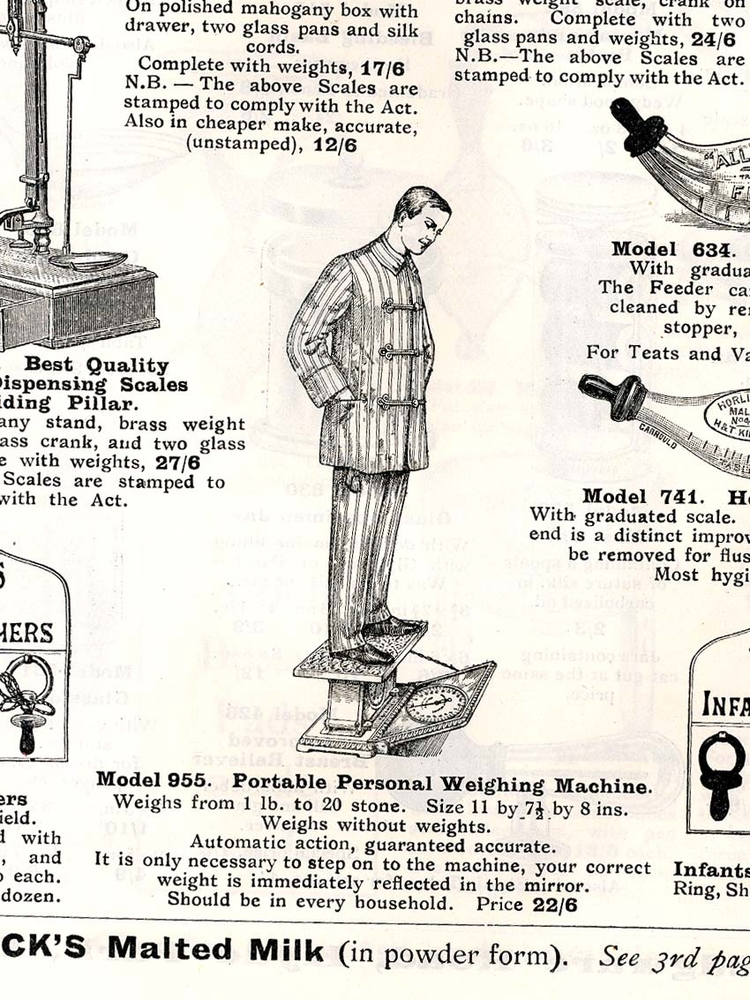 On polished mahogany box with
drawer, two glass pans and silk
cords.
Complete with weights, 17/6
N.B. — The above Scales are
stamped to comply with the Act.
Also in cheaper make, accurate,
(unstamped), 12/6
brass weight scale, crank on
chains. Complete with two
glass pans and weights, 24/6
N.B.—The above Scales are
stamped to comply with the Act.
"ALL
Model 634.
With gradua
The Feeder ca
cleaned by re
stopper,
For Teats and Va
HORLI
MAL
No 4
H&T KI
GARROULD
TABLE
Model 741. Ho
With graduated scale.
end is a distinct improv
be removed for flus
Most hygi
Best Quality
Dispensing Scales
iding Pillar.
any stand, brass weight
ass crank, and two glass
e with weights, 27/6
Scales are stamped to
with the Act.
S
HERS
INFA
Model 955. Portable Personal Weighing Machine.
Weighs from 1 lb. to 20 stone. Size 11 by 7½ by 8 ins.
Weighs without weights.
Automatic action, guaranteed accurate.
It is only necessary to step on to the machine, your correct
weight is immediately reflected in the mirror.
Should be in every household. Price 22/6
ers
ield.
d with
, and
o each.
dozen.
Infants
Ring, Sh
CK'S Malted Milk (in powder form). See 3rd pag